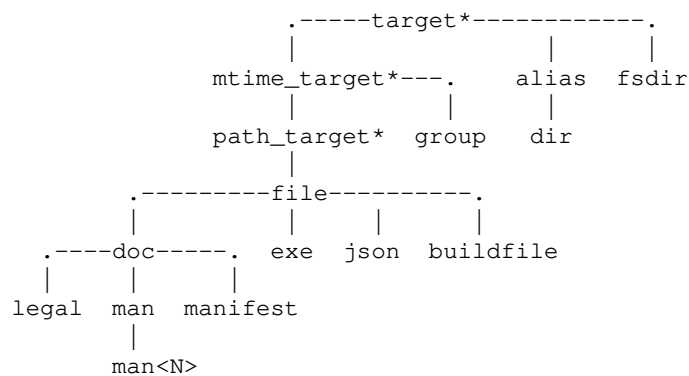 .-----target*------------.
|                |       |
mtime_target*---.    alias  fsdir
|             |      |
path_target*  group   dir
|
.---------file----------.
|          |    |       |
.----doc-----.  exe  json  buildfile
|     |      |
legal  man  manifest
|
man<N>